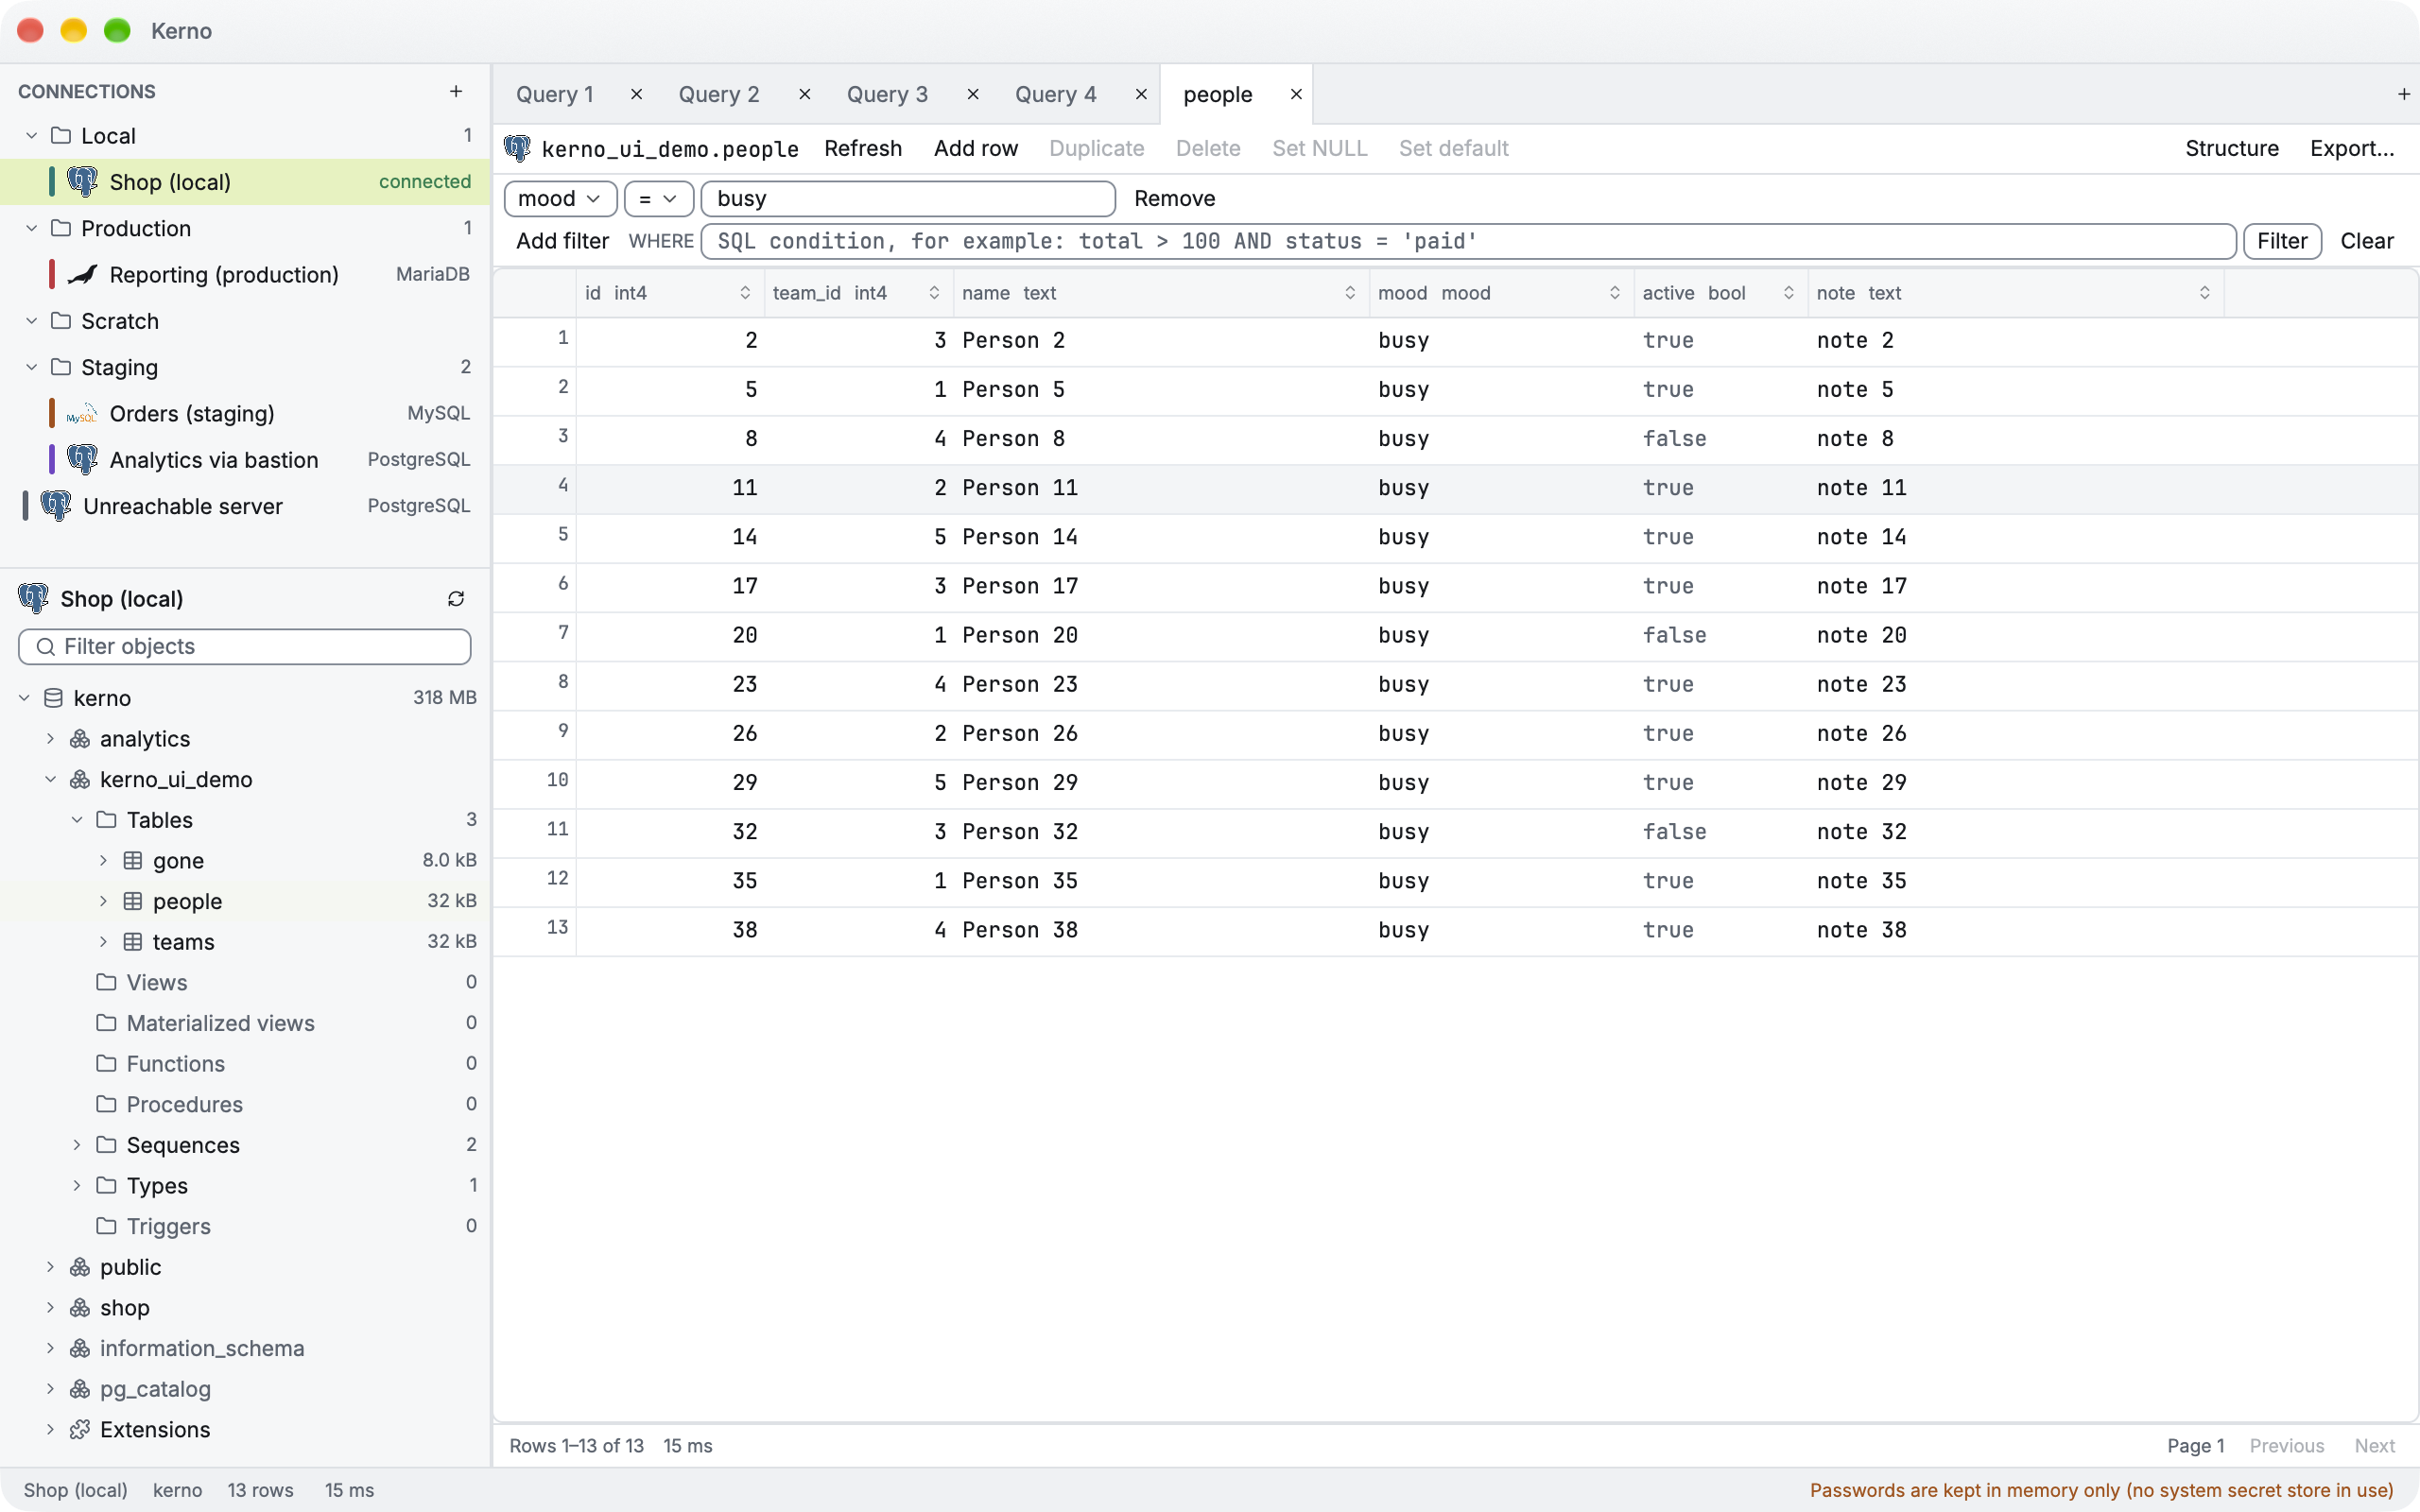 Kerno
CONNECTIONS
Local 1
Shop (local) connected
Production 1
Reporting (production) MariaDB
Scratch
Staging 2
MySQL Orders (staging) MySQL
Analytics via bastion PostgreSQL
Unreachable server PostgreSQL
Shop (local)
Filter objects
kerno 318 MB
analytics
kerno_ui_demo
Tables 3
gone 8.0 kB
people 32 kB
teams 32 kB
Views 0
Materialized views 0
Functions 0
Procedures 0
Sequences 2
Types 1
Triggers 0
public
shop
information_schema
pg_catalog
Extensions
Query 1 Query 2 Query 3 Query 4 people
kerno_ui_demo.people Refresh Add row Duplicate Delete Set NULL Set default Structure Export...
mood = busy Remove
Add filter WHERE SQL condition, for example: total > 100 AND status = 'paid' Filter Clear
id int4 team_id int4 name text mood mood active bool note text
1 2 3 Person 2 busy true note 2
2 5 1 Person 5 busy true note 5
3 8 4 Person 8 busy false note 8
4 11 2 Person 11 busy true note 11
5 14 5 Person 14 busy true note 14
6 17 3 Person 17 busy true note 17
7 20 1 Person 20 busy false note 20
8 23 4 Person 23 busy true note 23
9 26 2 Person 26 busy true note 26
10 29 5 Person 29 busy true note 29
11 32 3 Person 32 busy false note 32
12 35 1 Person 35 busy true note 35
13 38 4 Person 38 busy true note 38
Rows 1–13 of 13 15 ms Page 1 Previous Next
Shop (local) kerno 13 rows 15 ms Passwords are kept in memory only (no system secret store in use)